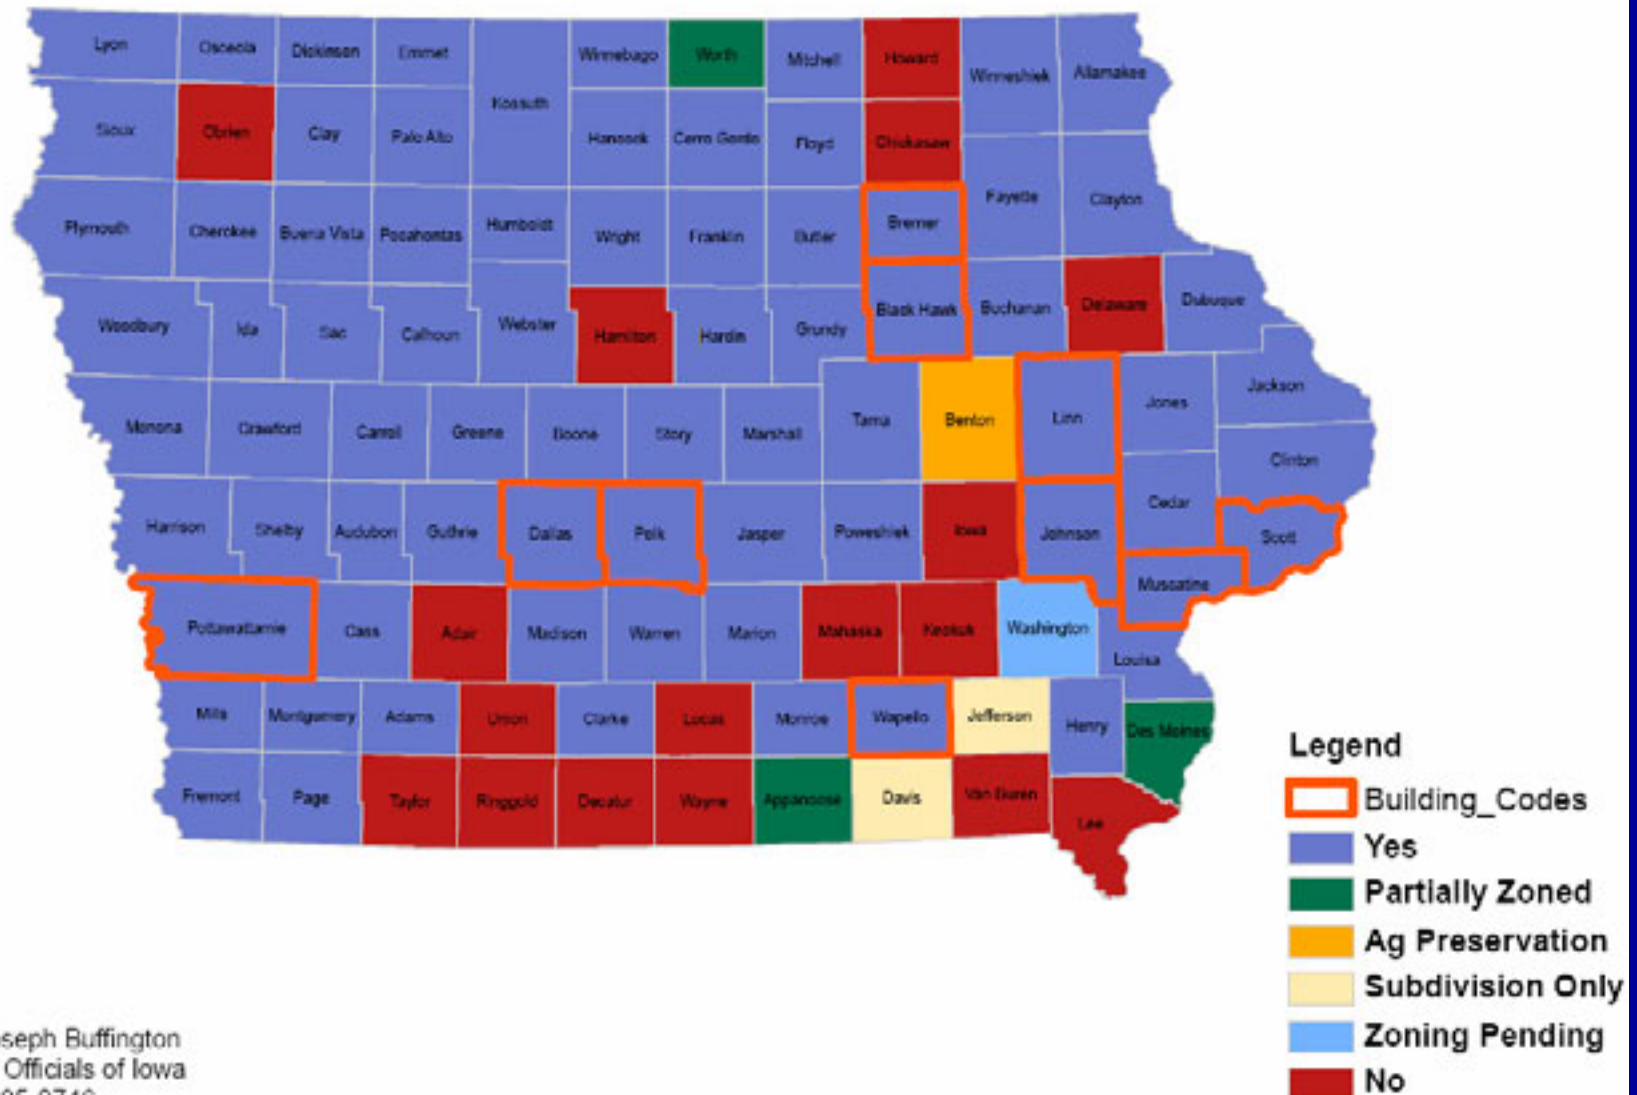 Lyon Osceola Dickinson Emmet Winnebago Worth Mitchell Howard Winneshiek Allamakee
Kossuth
Sioux Obrien Clay Palo Alto Hancock Cerro Gordo Floyd Chickasaw
Fayette Clayton
Plymouth Cherokee Buena Vista Pocahontas Humboldt Wright Franklin Butler Bremer
Woodbury Ida Sac Calhoun Webster Hamilton Hardin Grundy Black Hawk Buchanan Delaware Dubuque
Monona Crawford Carroll Greene Boone Story Marshall Tama Benton Linn Jones Jackson
Clinton
Harrison Shelby Audubon Guthrie Dallas Polk Jasper Poweshiek Iowa Johnson Cedar Scott
Muscatine
Pottawattamie Cass Adair Madison Warren Marion Mahaska Keokuk Washington Louisa
Mills Montgomery Adams Union Clarke Lucas Monroe Wapello Jefferson Henry Des Moines
Fremont Page Taylor Ringgold Decatur Wayne Appanoose Davis Van Buren Lee
Legend
Building_Codes
Yes
Partially Zoned
Ag Preservation
Subdivision Only
Zoning Pending
No
seph Buffington
Officials of Iowa